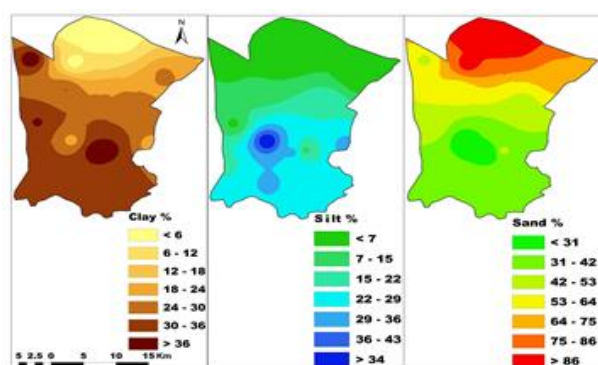 N
Clay %
< 6
6 - 12
12 - 18
18 - 24
24 - 30
30 - 36
> 36
5 2.5 0 5 10 15 Km
Silt %
< 7
7 - 15
15 - 22
22 - 29
29 - 36
36 - 43
> 34
Sand %
< 31
31 - 42
42 - 53
53 - 64
64 - 75
75 - 86
> 86